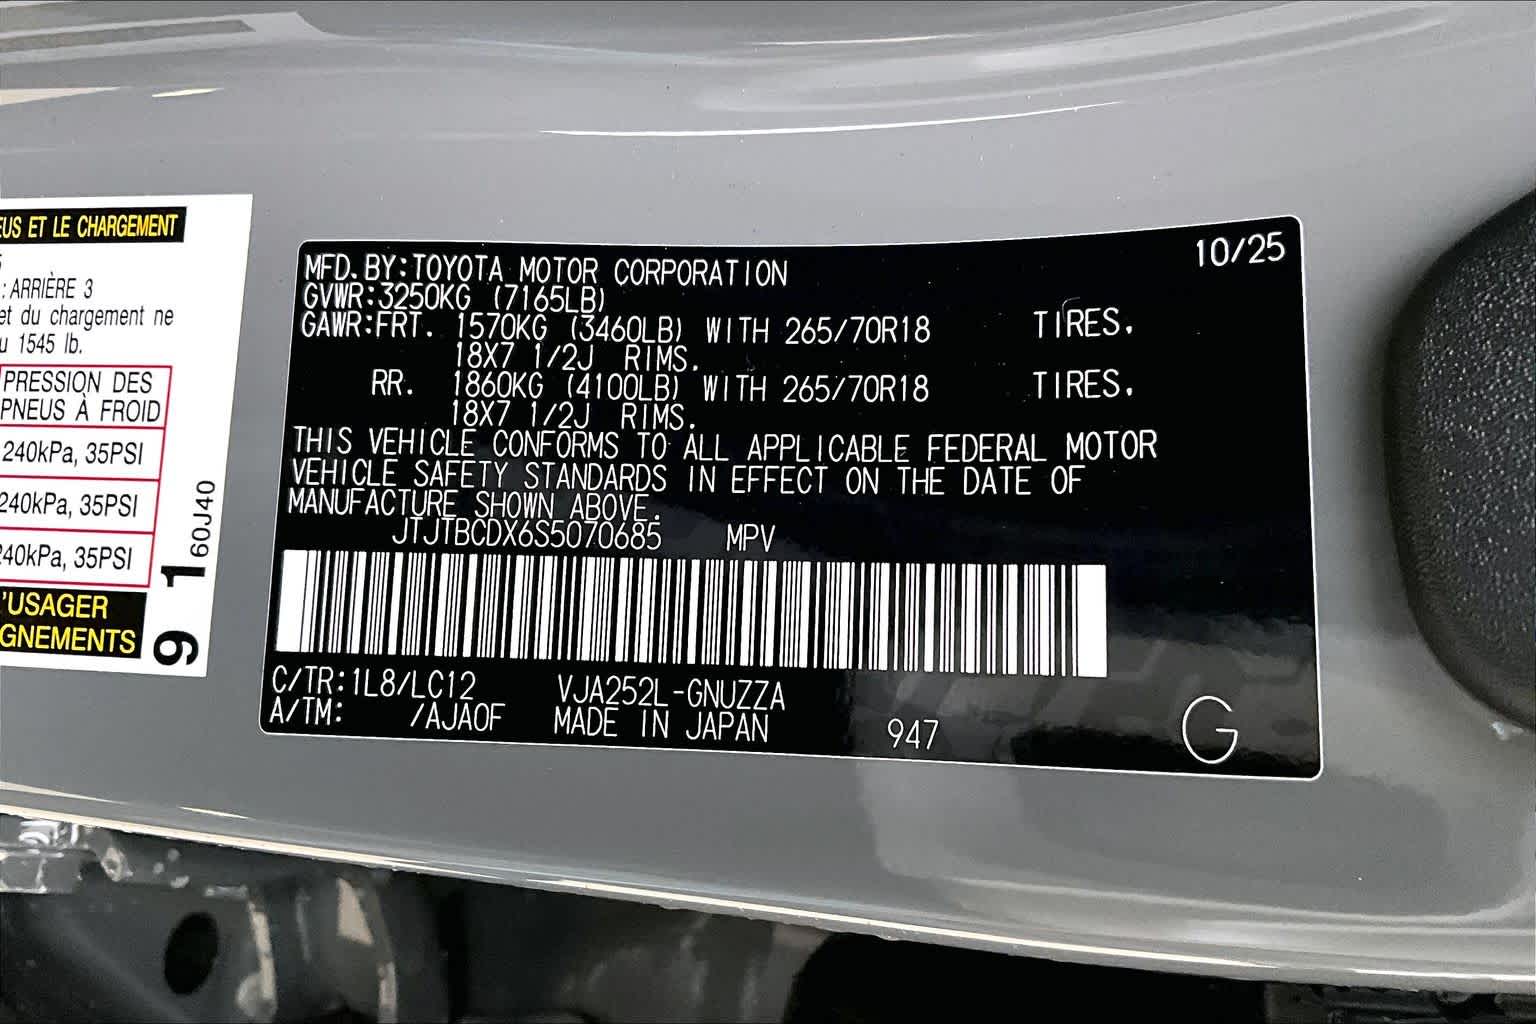 EUS ET LE CHARGEMENT
5
: ARRIÈRE 3
et du chargement ne
u 1545 lb.
PRESSION DES
PNEUS À FROID
240kPa, 35PSI
240kPa, 35PSI
240kPa, 35PSI
'USAGER
GNEMENTS
91
60J40
10/25
MFD.BY:TOYOTA MOTOR CORPORATION
GVWR:3250KG (7165LB)
GAWR:FRT. 1570KG (3460LB) WITH 265/70R18 TIRES.
18X7 1/2J RIMS.
RR. 1860KG (4100LB) WITH 265/70R18 TIRES.
18X7 1/2J RIMS.
THIS VEHICLE CONFORMS TO ALL APPLICABLE FEDERAL MOTOR
VEHICLE SAFETY STANDARDS IN EFFECT ON THE DATE OF
MANUFACTURE SHOWN ABOVE.
JTJTBCDX6S5070685 MPV
C/TR:1L8/LC12 VJA252L-GNUZZA
A/TM: /AJA0F MADE IN JAPAN 947 G